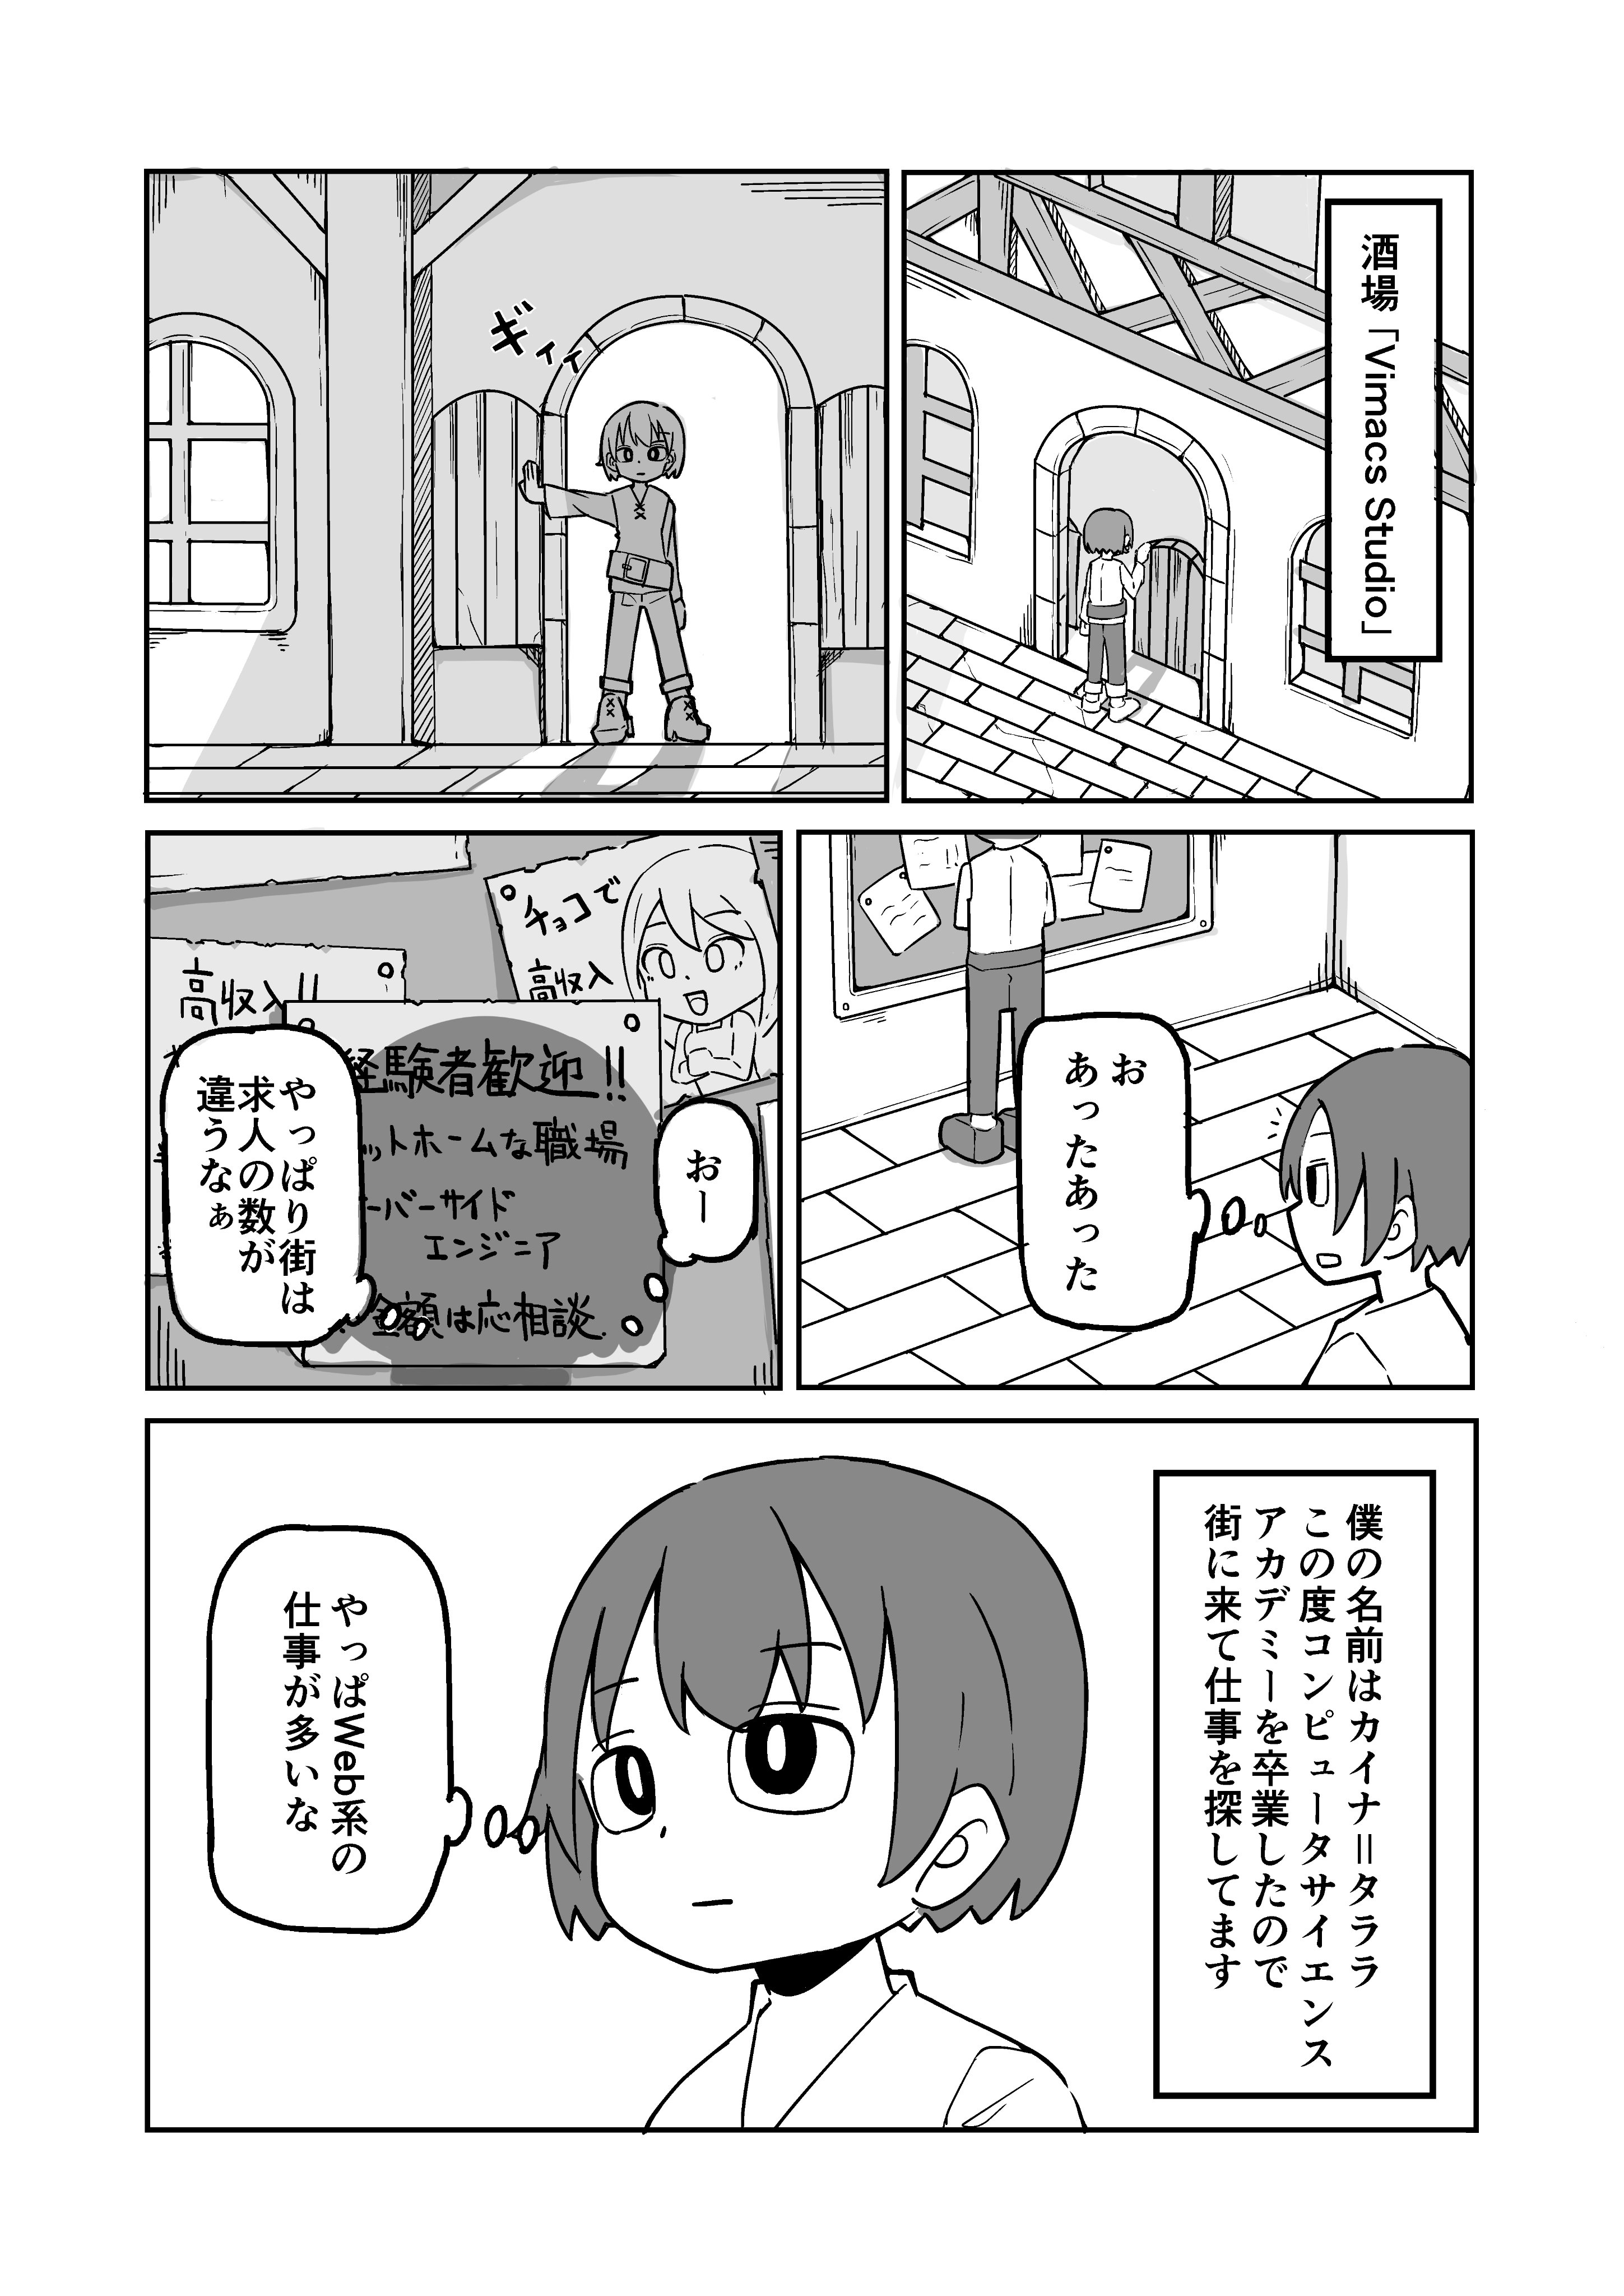 酒場「Vimacs Studio」
ギィィ
お
あったあった
チョコで
高収入
高収入!!
経験者歓迎!!
ットホームな職場
ーバーサイド
エンジニア
金額は応相談
おー
やっぱり街は
求人の数が
違うなぁ
僕の名前はカイナ＝タララ
この度コンピュータサイエンス
アカデミーを卒業したので
街に来て仕事を探してます
やっぱWeb系の
仕事が多いな